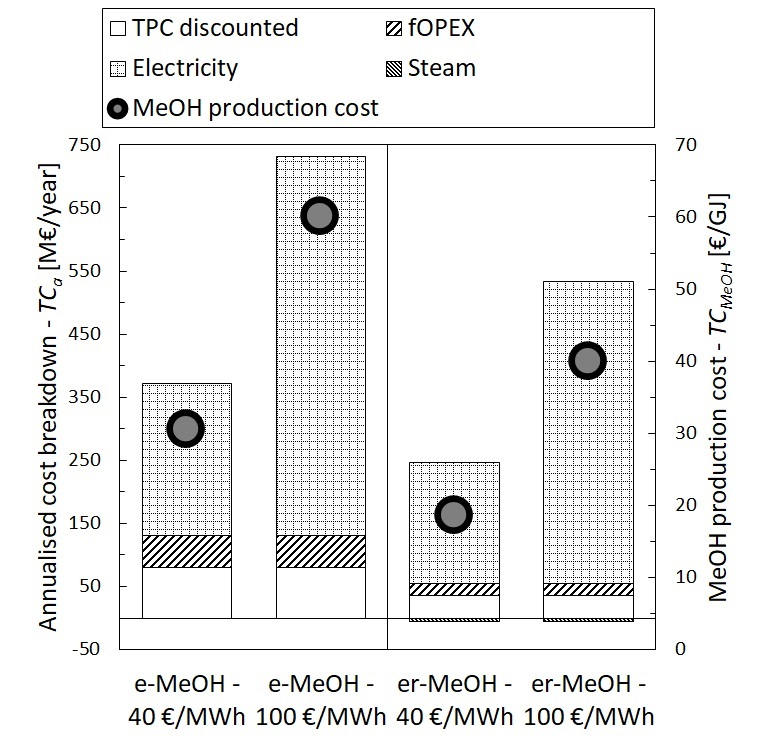 TPC discounted
fOPEX
Electricity
Steam
MeOH production cost
Annualised cost breakdown - TCa [M€/year]
750
650
550
450
350
250
150
50
-50
70
60
50
40
30
20
10
0
MeOH production cost - TCMeOH [€/GJ]
e-MeOH -
40 €/MWh
e-MeOH -
100 €/MWh
er-MeOH -
40 €/MWh
er-MeOH -
100 €/MWh